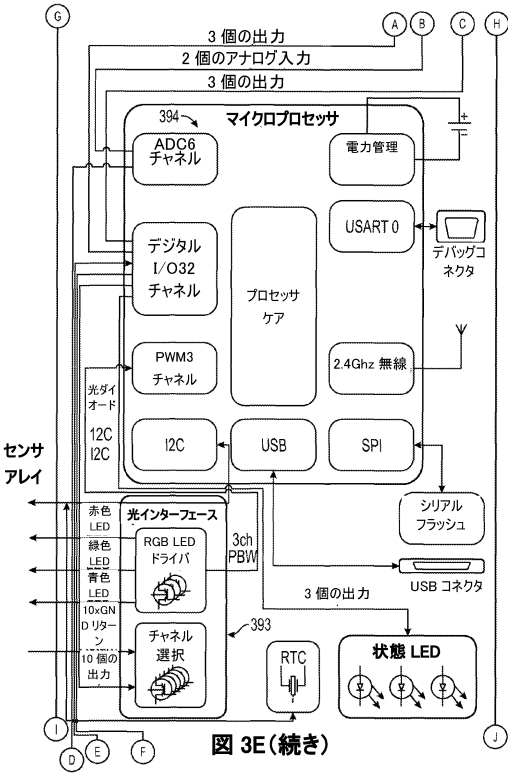 G
3個の出力
A
B
C
H
2個のアナログ入力
3個の出力
394
マイクロプロセッサ
ADC6
チャネル
電力管理
+
−
USART 0
デバッグコ
ネクタ
デジタル
I/O32
チャネル
プロセッサ
ケア
PWM3
チャネル
2.4Ghz 無線
光ダイ
オード
12C
I2C
I2C
USB
SPI
センサ
アレイ
シリアル
フラッシュ
赤色
LED
緑色
LED
青色
LED
10xGN
Dリター
ン
10個の
出力
光インターフェース
RGB LED
ドライバ
3ch
PBW
USB コネクタ
3個の出力
チャネル
選択
393
RTC
状態 LED
I
D
E
F
J
図 3E(続き)